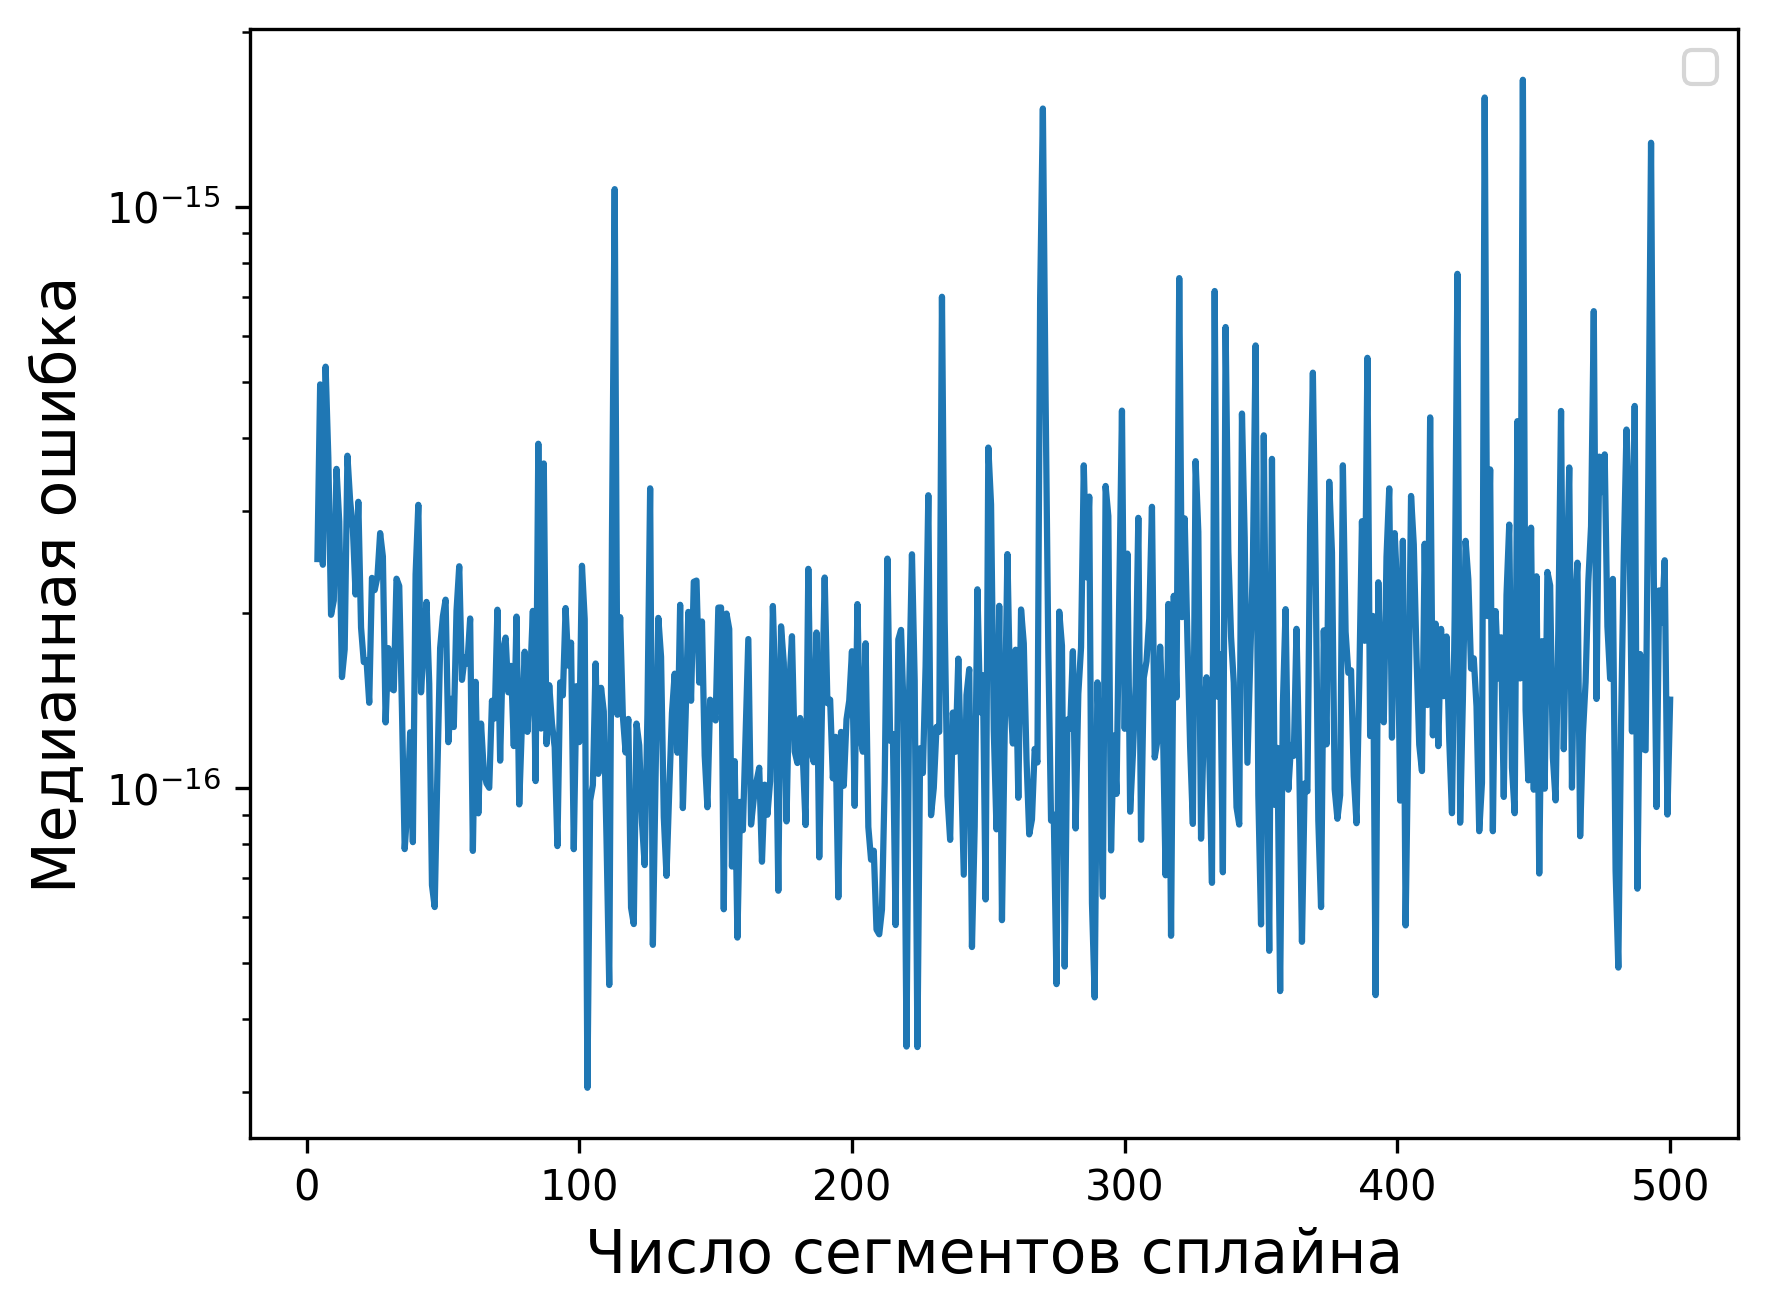 Медианная ошибка
10⁻¹⁵
10⁻¹⁶
0 100 200 300 400 500
Число сегментов сплайна